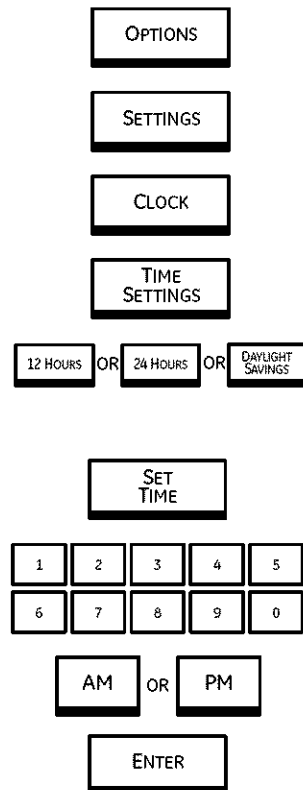 OPTIONS
SETTINGS
CLOCK
TIME
SETTINGS
12 HOURS OR 24 HOURS OR DAYLIGHT
SAVINGS
SET
TIME
1 2 3 4 5
6 7 8 9 0
AM OR PM
ENTER